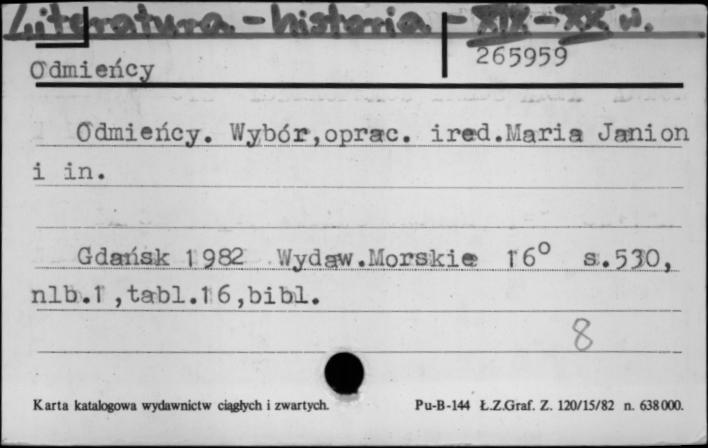 Literatura - historia - XIX-XX w.
265959
Odmieńcy
Odmieńcy. Wybór,oprac. ired.Maria Janion
i in.
Gdańsk 1982 Wydaw.Morskie 16° s.530,
nlb.1,tabl.16,bibl.
8
Karta katalogowa wydawnictw ciągłych i zwartych. Pu-B-144 Ł.Z.Graf. Z. 120/15/82 n. 638000.